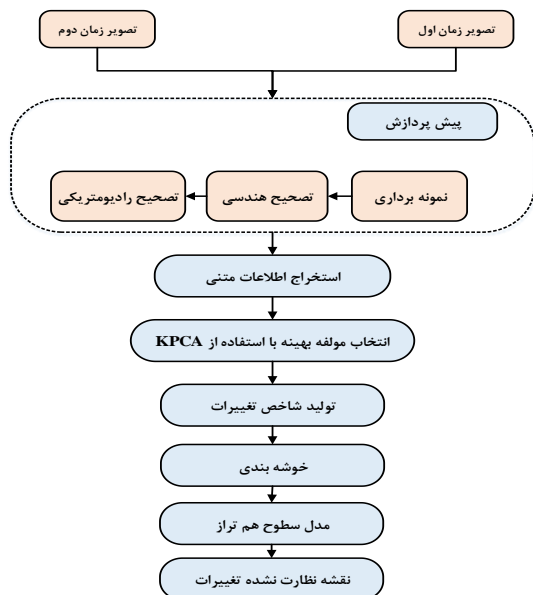 تصویر زمان اول
تصویر زمان دوم
پیش پردازش
نمونه برداری
تصحیح هندسی
تصحیح رادیومتریکی
استخراج اطلاعات متنی
انتخاب مولفه بهینه با استفاده از KPCA
تولید شاخص تغییرات
خوشه بندی
مدل سطوح هم تراز
نقشه نظارت نشده تغییرات